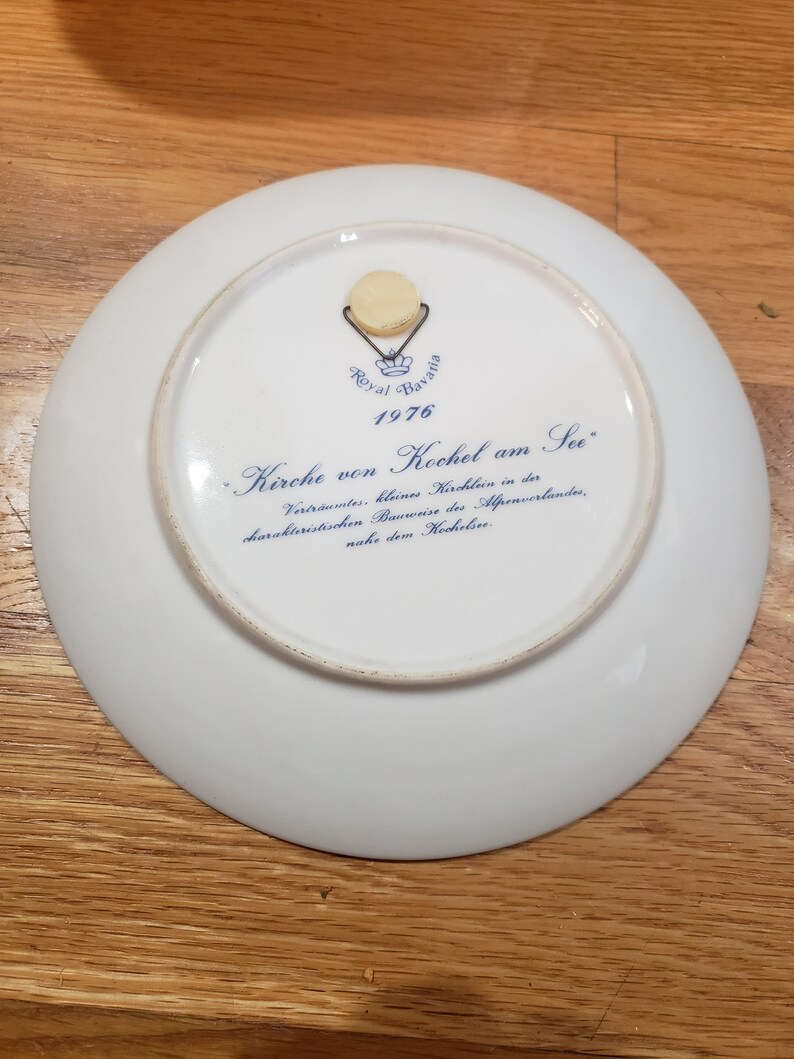 Royal Bavaria
1976
"Kirche von Kochel am See"
Verträumtes, kleines Kirchlein in der
charakteristischen Bauweise des Alpenvorlandes,
nahe dem Kochelsee.